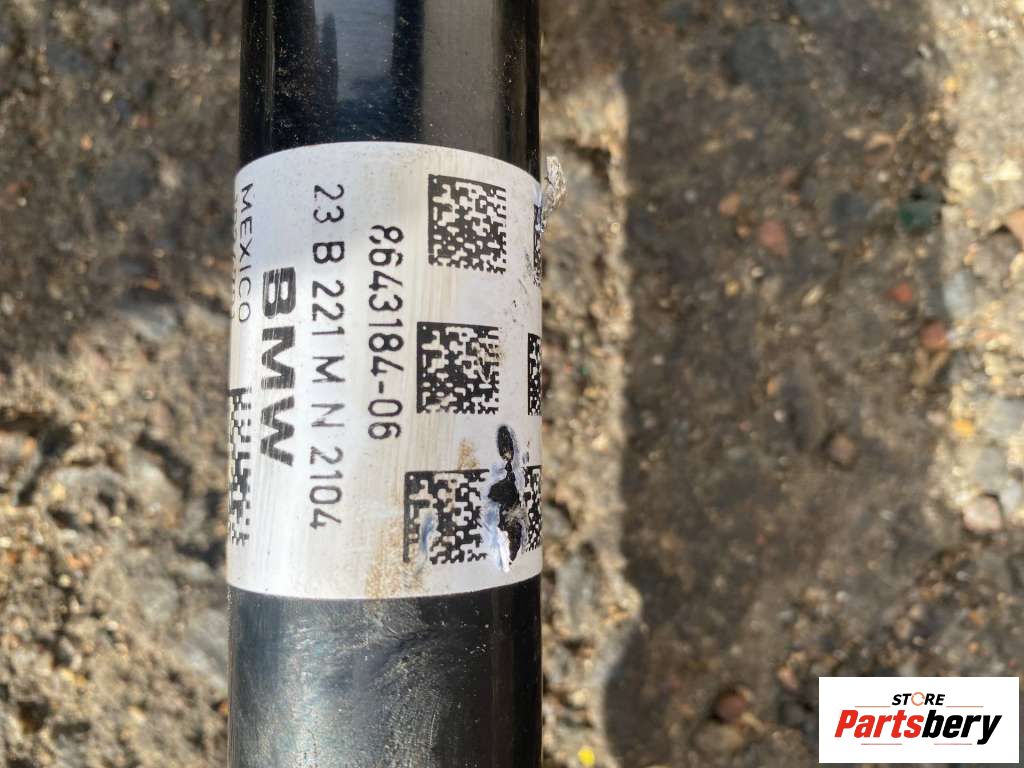 8643184-06
23 B 221 M N 2104
BMW
MEXICO
STORE
Partsbery